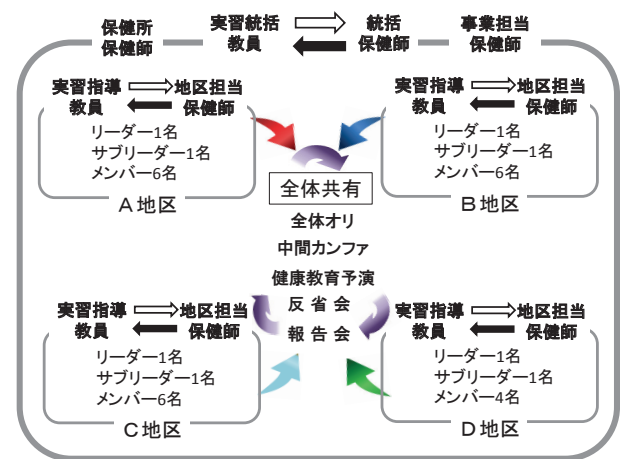 保健所
保健師
実習統括
教員
統括
保健師
事業担当
保健師
実習指導
教員
地区担当
保健師
リーダー1名
サブリーダー1名
メンバー6名
A地区
実習指導
教員
地区担当
保健師
リーダー1名
サブリーダー1名
メンバー6名
B地区
全体共有
全体オリ
中間カンファ
健康教育予演
反省会
報告会
実習指導
教員
地区担当
保健師
リーダー1名
サブリーダー1名
メンバー6名
C地区
実習指導
教員
地区担当
保健師
リーダー1名
サブリーダー1名
メンバー4名
D地区